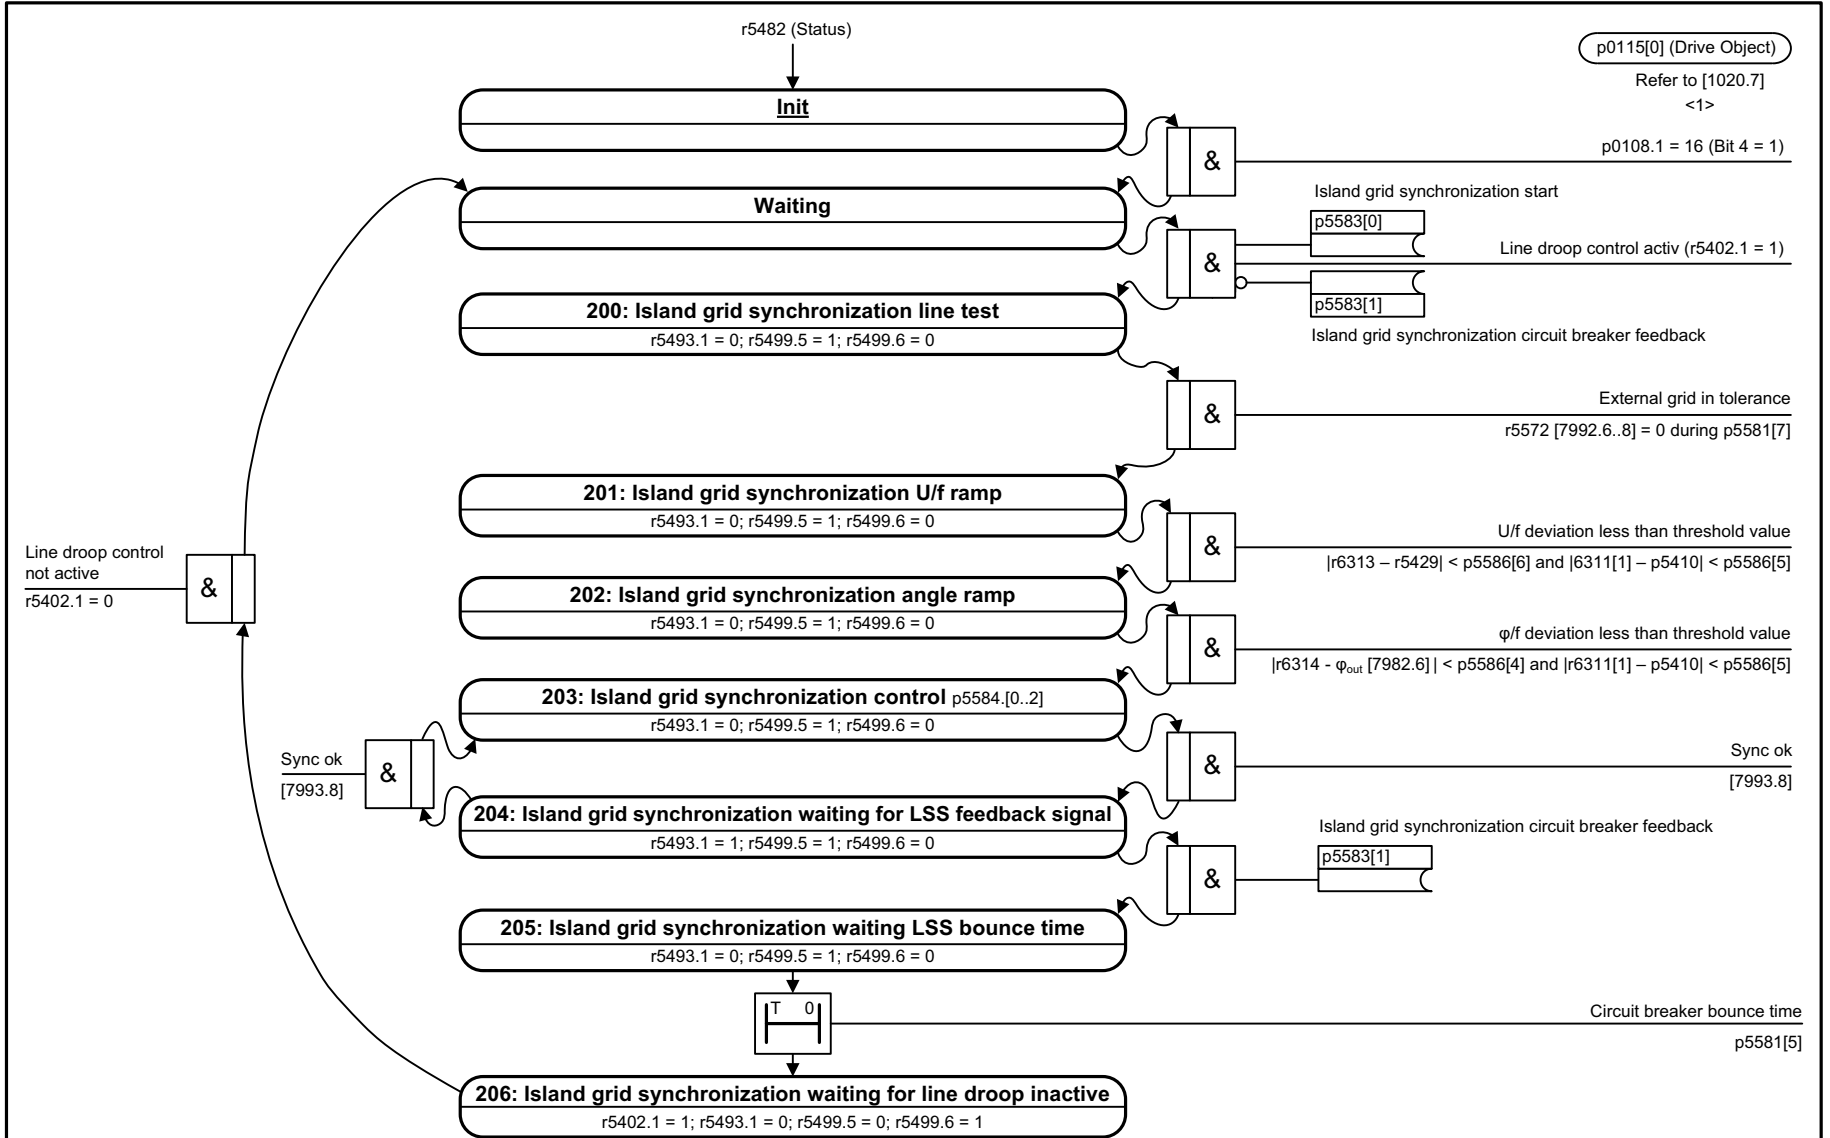 r5482 (Status)
p0115[0] (Drive Object)
Refer to [1020.7]
<1>
Init
&
p0108.1 = 16 (Bit 4 = 1)
Waiting
Island grid synchronization start
p5583[0]
&
Line droop control activ (r5402.1 = 1)
p5583[1]
Island grid synchronization circuit breaker feedback
200: Island grid synchronization line test
r5493.1 = 0; r5499.5 = 1; r5499.6 = 0
&
External grid in tolerance
r5572 [7992.6..8] = 0 during p5581[7]
201: Island grid synchronization U/f ramp
r5493.1 = 0; r5499.5 = 1; r5499.6 = 0
&
U/f deviation less than threshold value
|r6313 – r5429| < p5586[6] and |6311[1] – p5410| < p5586[5]
Line droop control
not active
r5402.1 = 0
&
202: Island grid synchronization angle ramp
r5493.1 = 0; r5499.5 = 1; r5499.6 = 0
&
φ/f deviation less than threshold value
|r6314 - φout [7982.6] | < p5586[4] and |r6311[1] – p5410| < p5586[5]
203: Island grid synchronization control p5584.[0..2]
r5493.1 = 0; r5499.5 = 1; r5499.6 = 0
Sync ok
[7993.8]
&
&
Sync ok
[7993.8]
204: Island grid synchronization waiting for LSS feedback signal
r5493.1 = 1; r5499.5 = 1; r5499.6 = 0
Island grid synchronization circuit breaker feedback
p5583[1]
&
205: Island grid synchronization waiting LSS bounce time
r5493.1 = 0; r5499.5 = 1; r5499.6 = 0
T 0
Circuit breaker bounce time
p5581[5]
206: Island grid synchronization waiting for line droop inactive
r5402.1 = 1; r5493.1 = 0; r5499.5 = 0; r5499.6 = 1